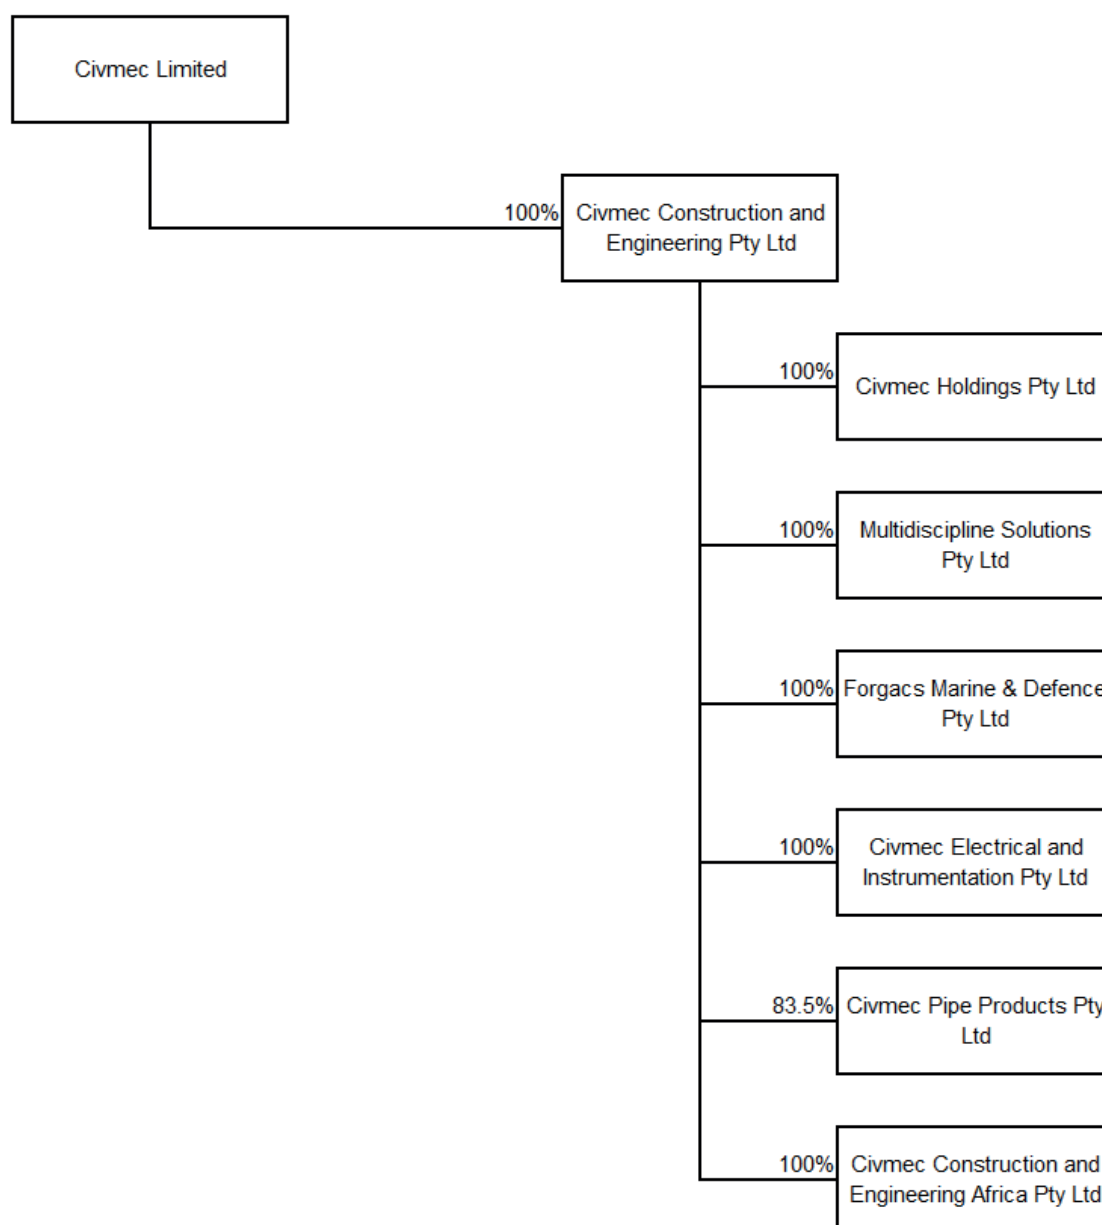 Civmec Limited
100%
Civmec Construction and
Engineering Pty Ltd
100%
Civmec Holdings Pty Ltd
100%
Multidiscipline Solutions
Pty Ltd
100%
Forgacs Marine & Defence
Pty Ltd
100%
Civmec Electrical and
Instrumentation Pty Ltd
83.5%
Civmec Pipe Products Pty
Ltd
100%
Civmec Construction and
Engineering Africa Pty Ltd